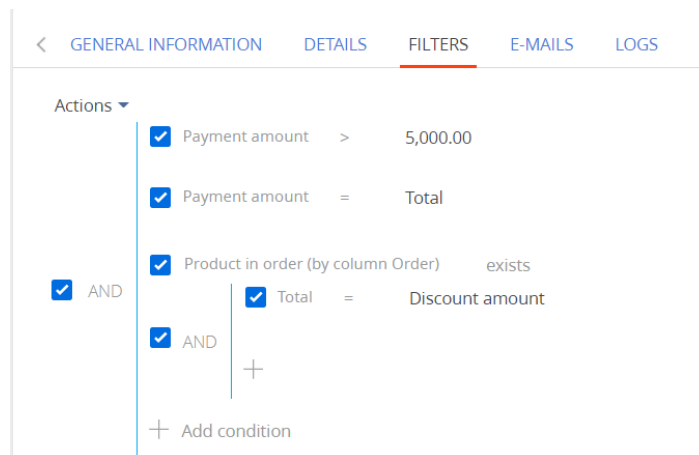 GENERAL INFORMATION DETAILS FILTERS E-MAILS LOGS
Actions
Payment amount > 5,000.00
Payment amount = Total
Product in order (by column Order) exists
AND Total = Discount amount
AND
Add condition